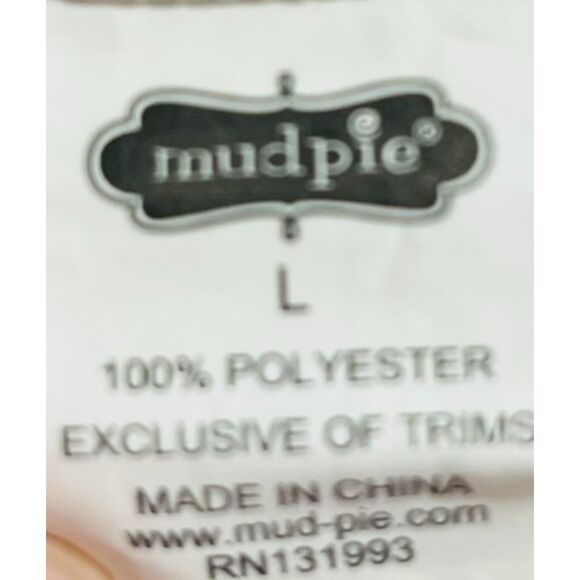 mudpie®
L
100% POLYESTER
EXCLUSIVE OF TRIMS
MADE IN CHINA
www.mud-pie.com
RN131993